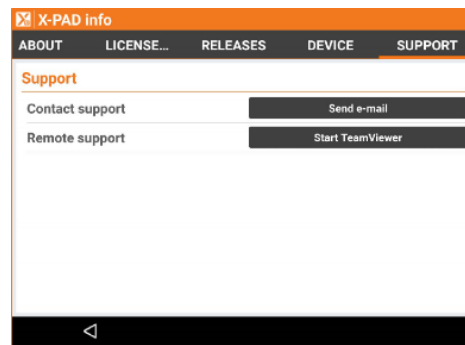 X-PAD info
ABOUT LICENSE... RELEASES DEVICE SUPPORT
Support
Contact support Send e-mail
Remote support Start TeamViewer